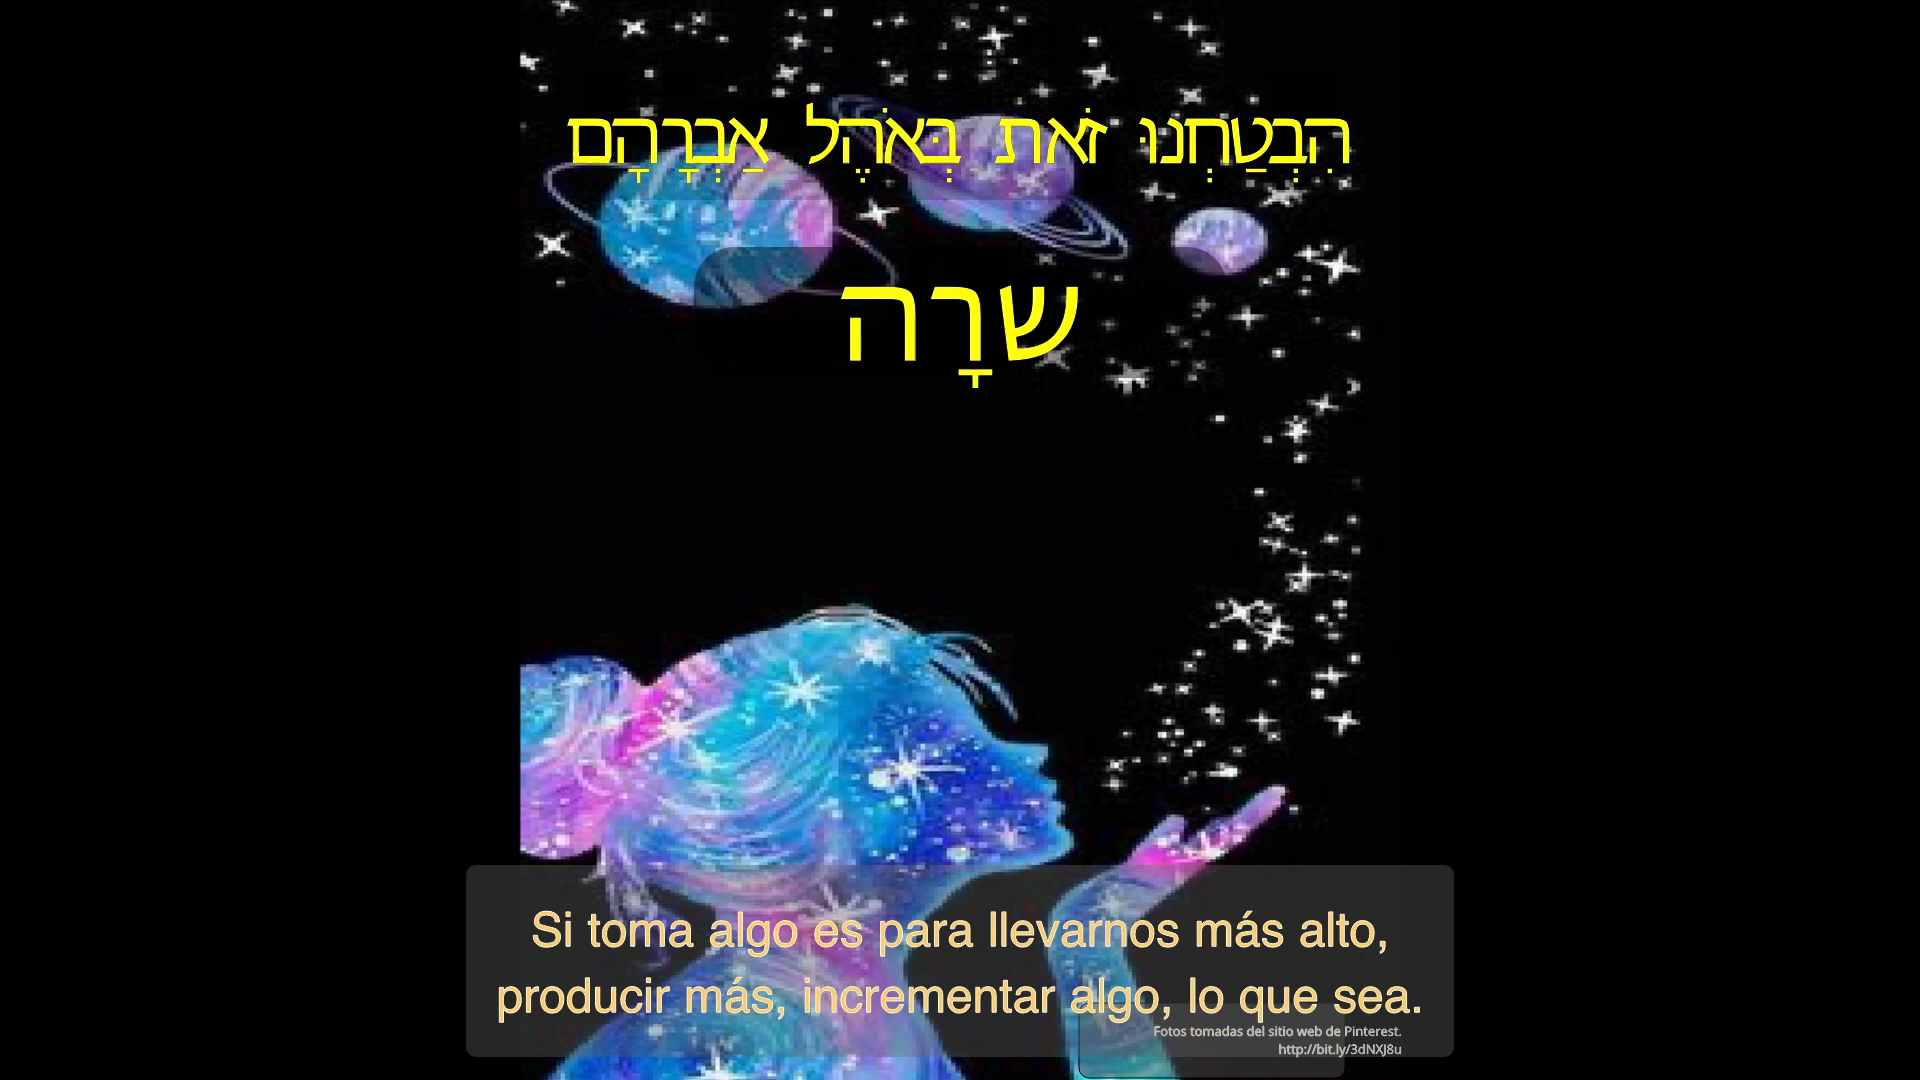 הִבְטַחְנוּ זֹאת בְּאֹהֶל אַבְרָהָם
שרָה
Si toma algo es para llevarnos más alto,
producir más, incrementar algo, lo que sea.
Fotos tomadas del sitio web de Pinterest.
http://bit.ly/3dNXJ8u